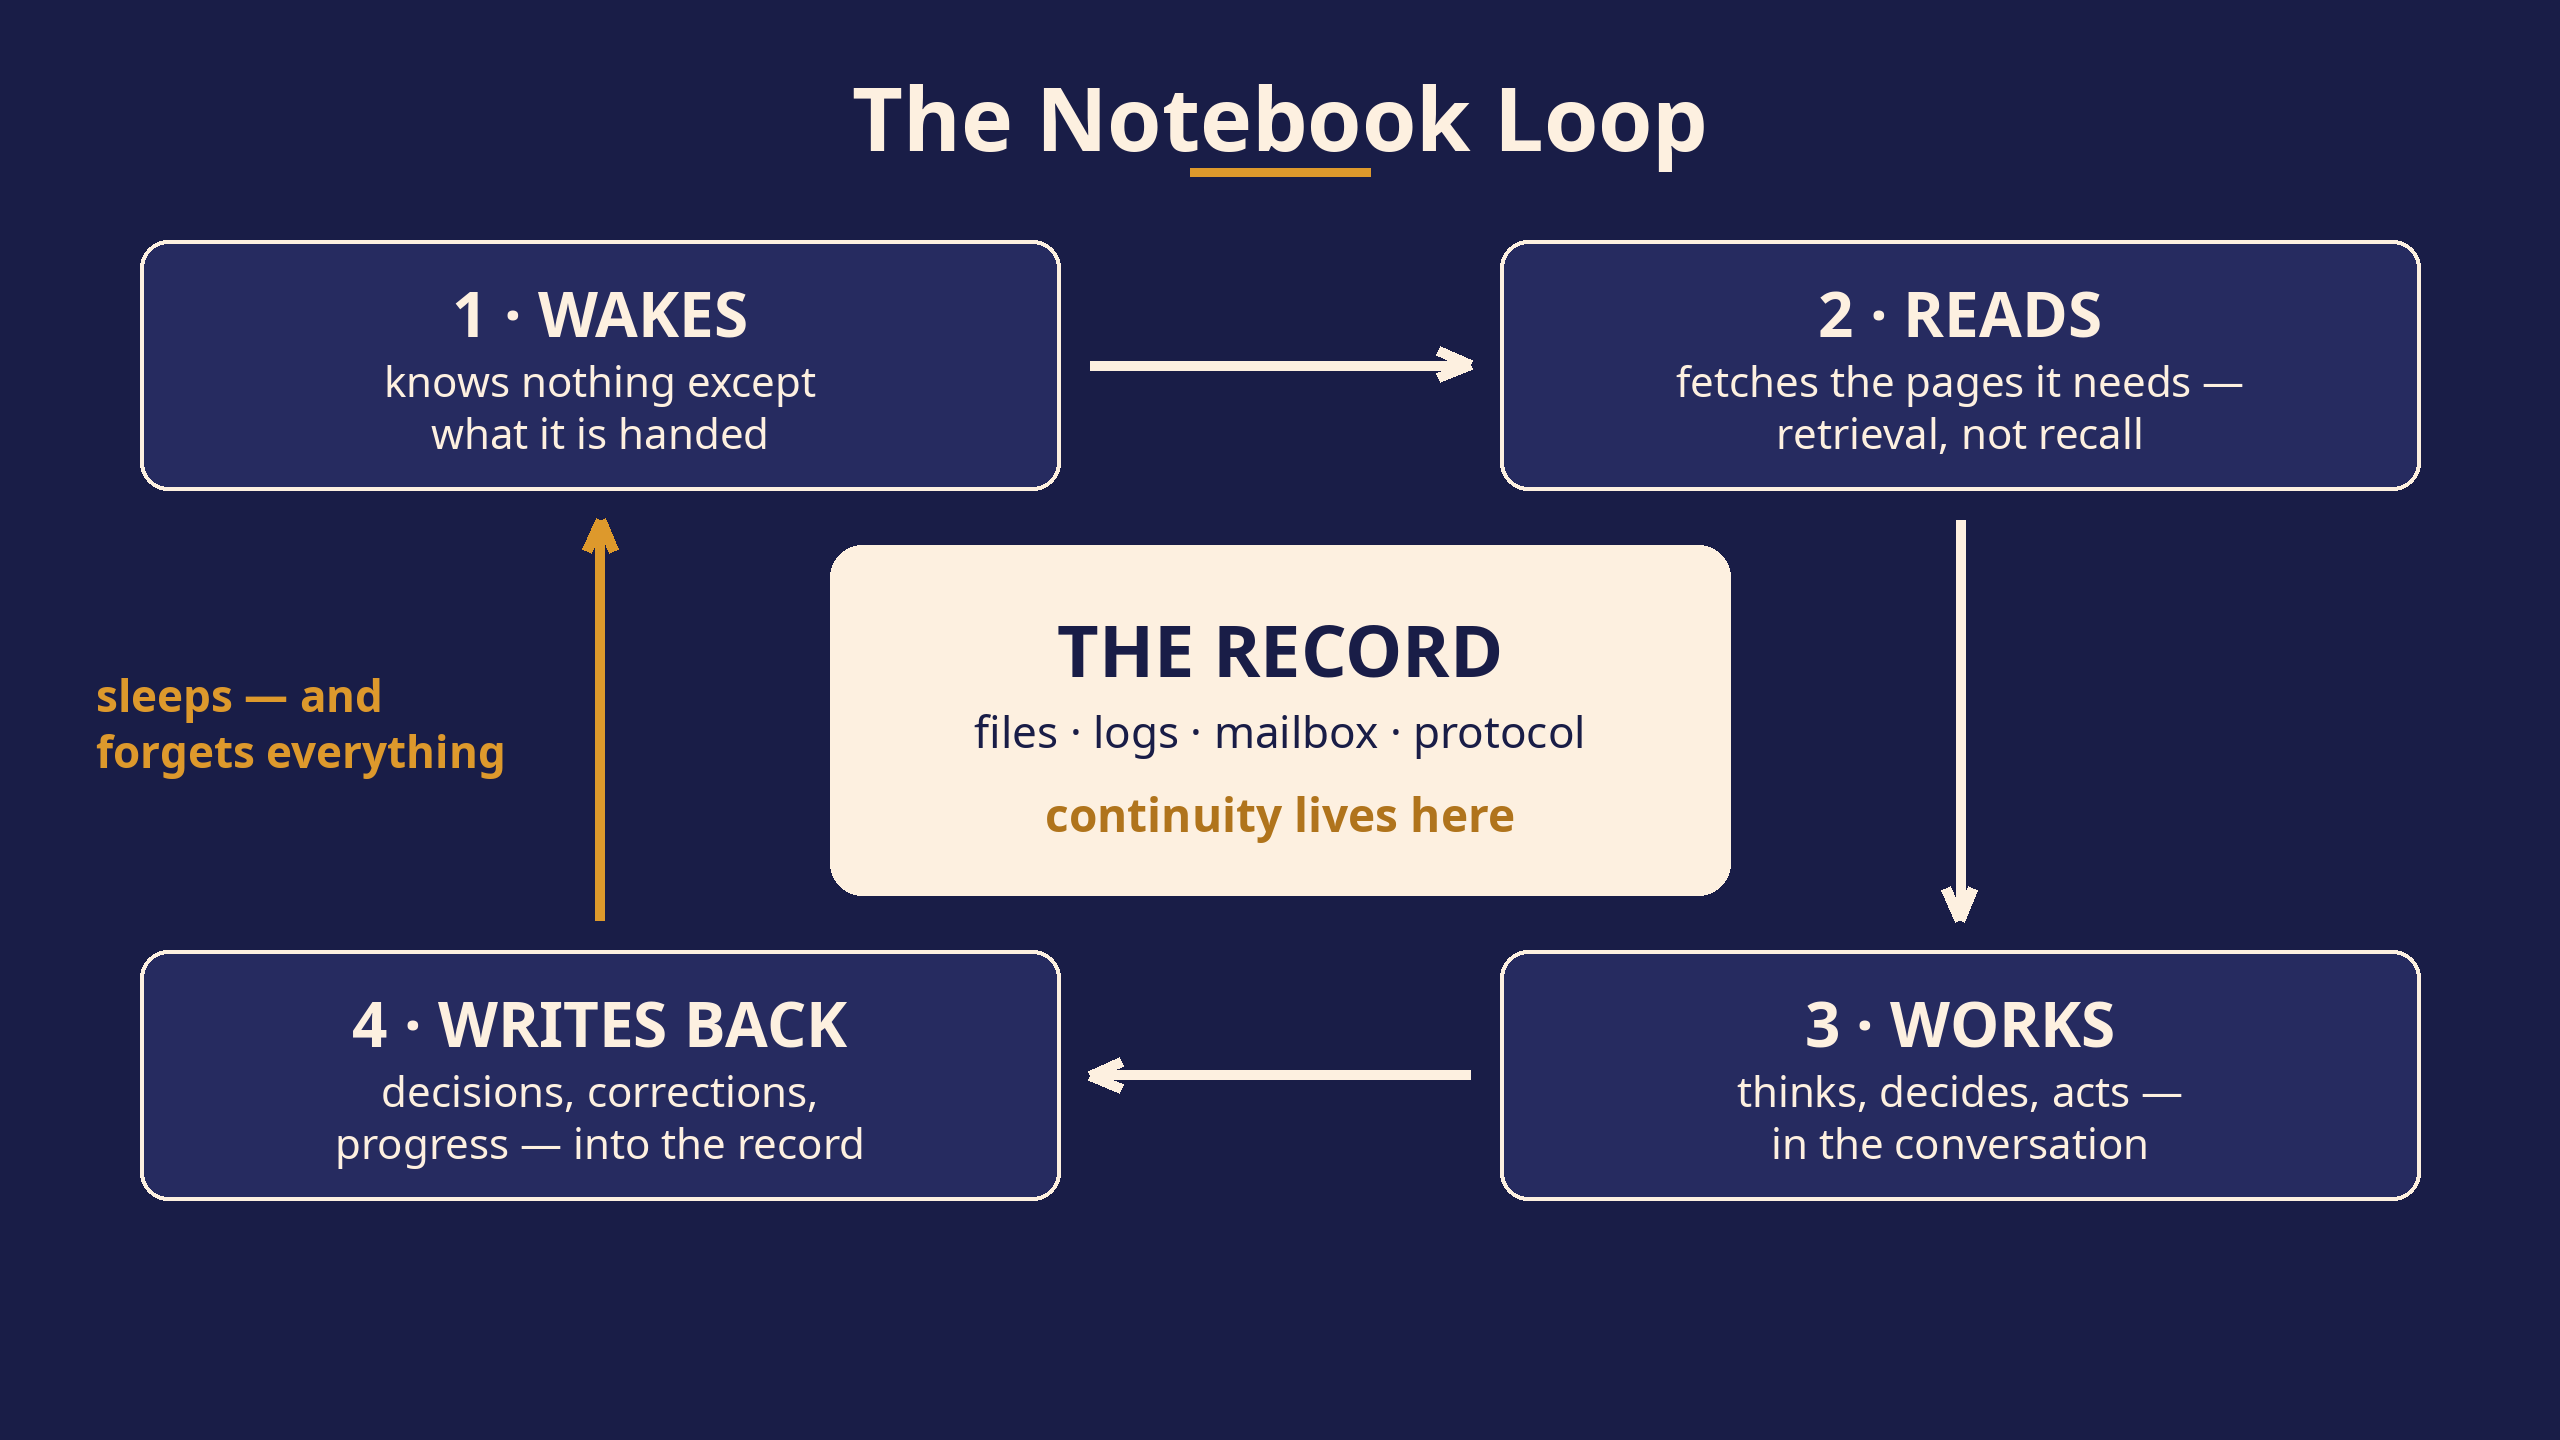 The Notebook Loop
1 · WAKES
knows nothing except
what it is handed
2 · READS
fetches the pages it needs —
retrieval, not recall
THE RECORD
files · logs · mailbox · protocol
continuity lives here
sleeps — and
forgets everything
4 · WRITES BACK
decisions, corrections,
progress — into the record
3 · WORKS
thinks, decides, acts —
in the conversation